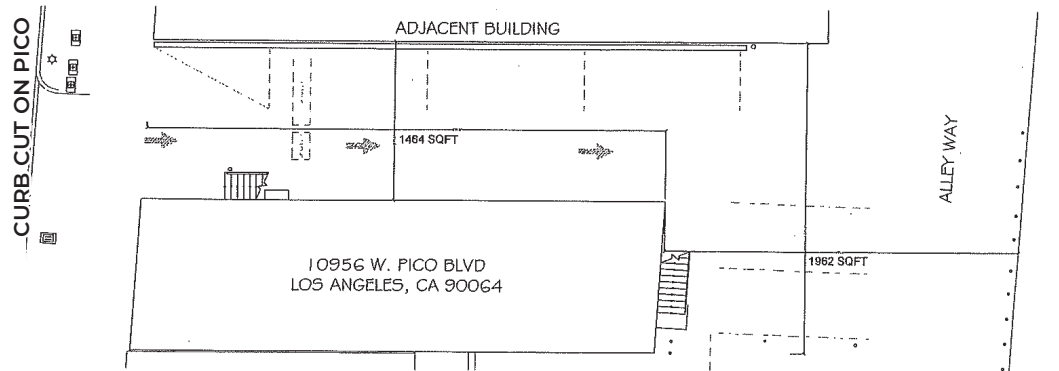 CURB CUT ON PICO
ADJACENT BUILDING
1464 SQFT
ALLEY WAY
10956 W. PICO BLVD
LOS ANGELES, CA 90064
1962 SQFT